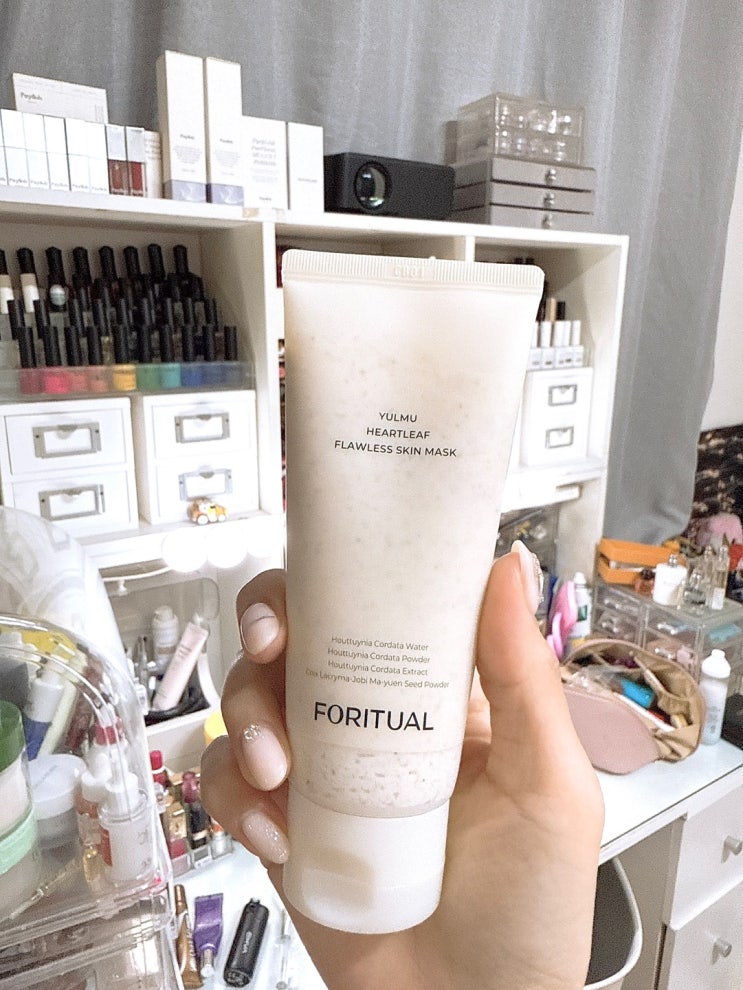 YULMU
HEARTLEAF
FLAWLESS SKIN MASK
Houttuynia Cordata Water
Houttuynia Cordata Powder
Houttuynia Cordata Extract
Coix Lacryma-Jobi Ma-yuen Seed Powder
FORITUAL